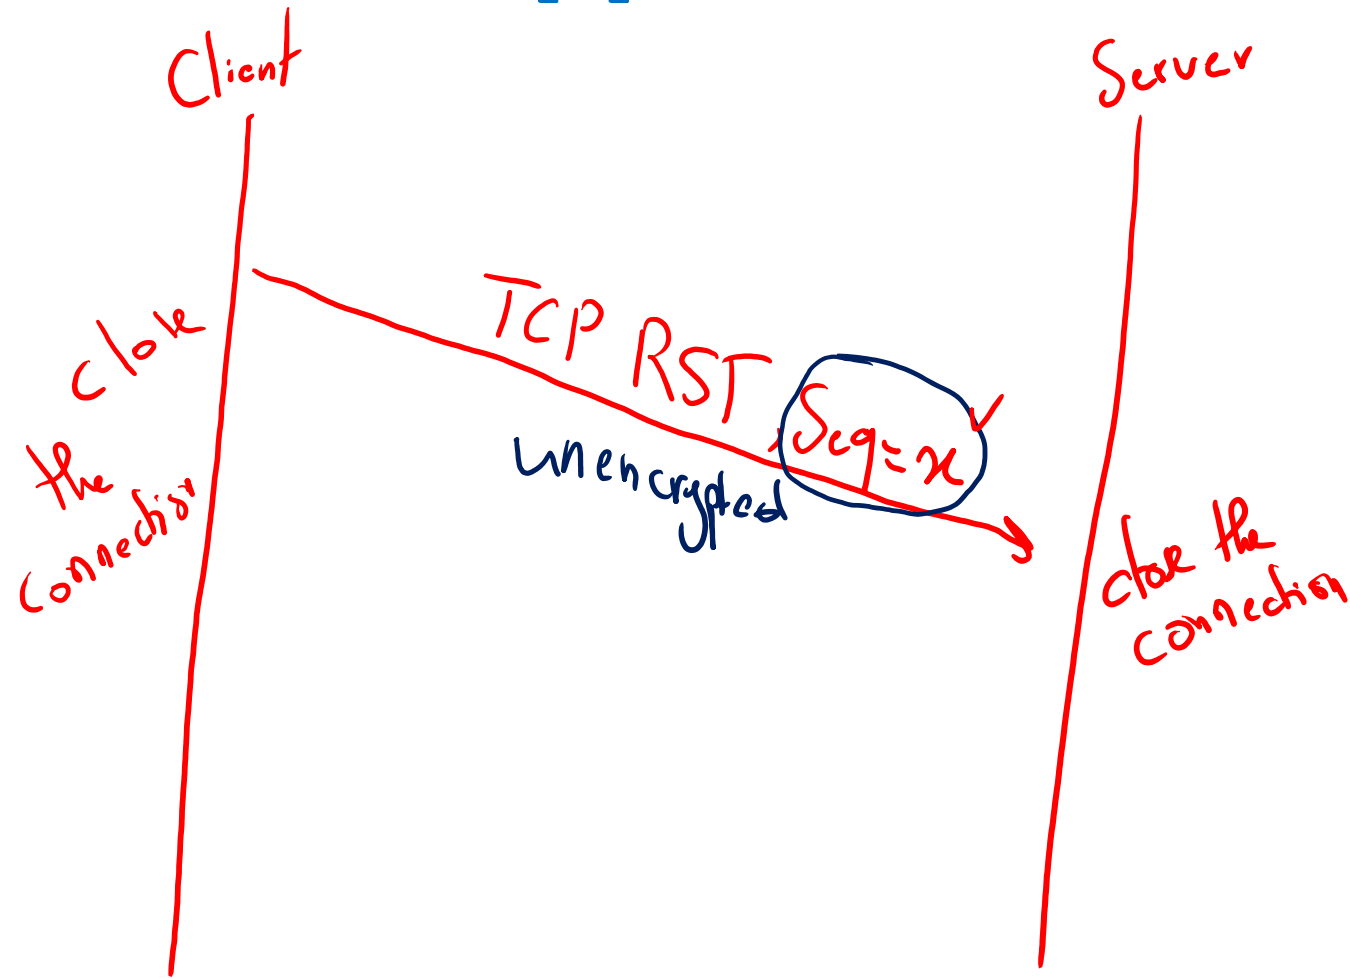 Client
Server
TCP RST, Seq=x
unencrypted
close
the
connection
close the
connection